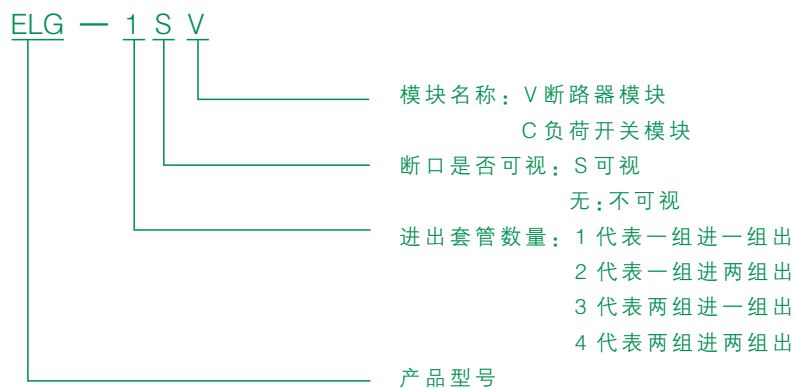 ELG — 1 S V
模块名称：V断路器模块
C负荷开关模块
断口是否可视：S可视
无：不可视
进出套管数量：1代表一组进一组出
2代表一组进两组出
3代表两组进一组出
4代表两组进两组出
产品型号